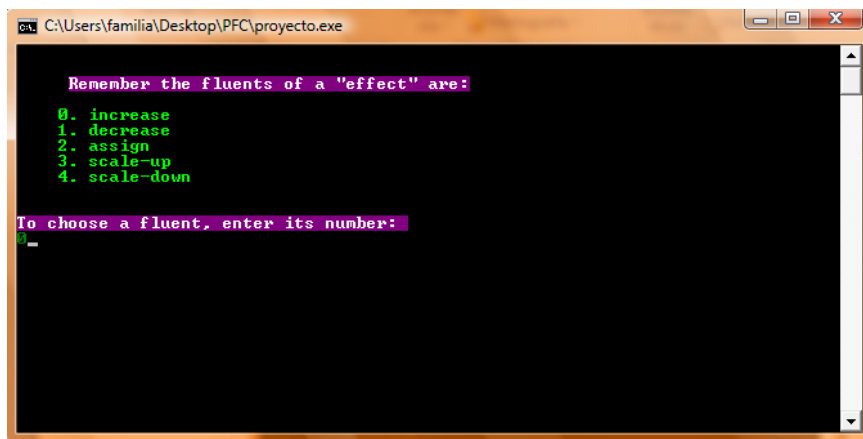 C:\Users\familia\Desktop\PFC\proyecto.exe
Remember the fluents of a "effect" are:
0. increase
1. decrease
2. assign
3. scale-up
4. scale-down
To choose a fluent, enter its number:
0_